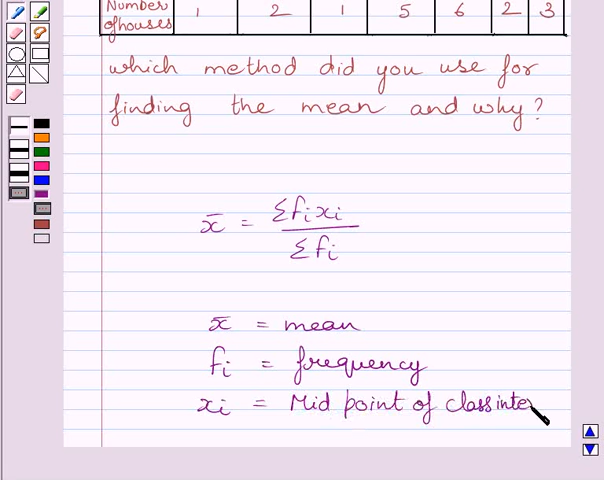 Number 1 2 1 5 6 2 3
of houses
which method did you use for
finding the mean and why?
x̄ = Σfixi
Σfi
x̄ = mean
fi = frequency
xi = Mid point of class inte